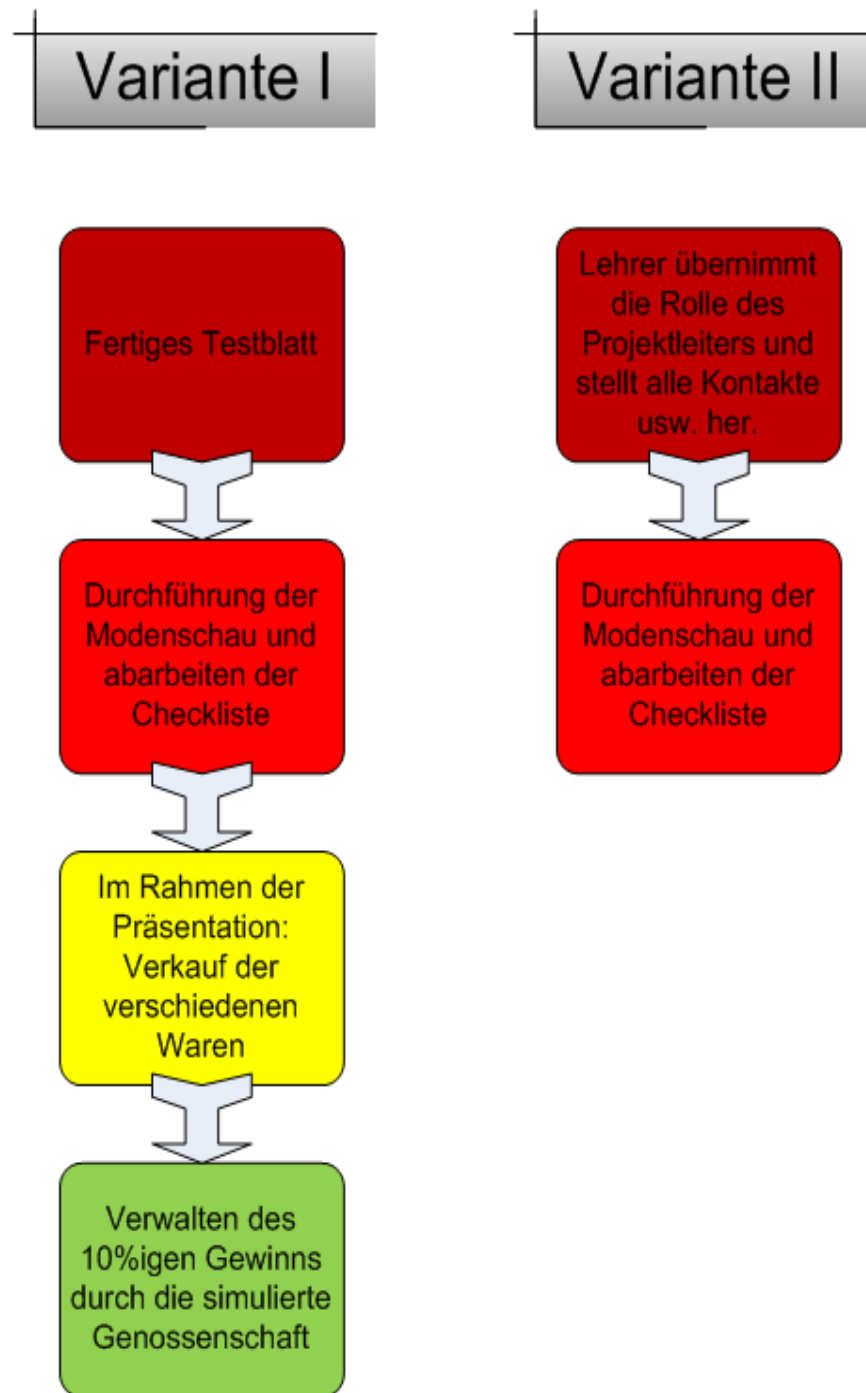 Variante I
Fertiges Testblatt
Durchführung der
Modenschau und
abarbeiten der
Checkliste
Im Rahmen der
Präsentation:
Verkauf der
verschiedenen
Waren
Verwalten des
10%igen Gewinns
durch die simulierte
Genossenschaft
Variante II
Lehrer übernimmt
die Rolle des
Projektleiters und
stellt alle Kontakte
usw. her.
Durchführung der
Modenschau und
abarbeiten der
Checkliste